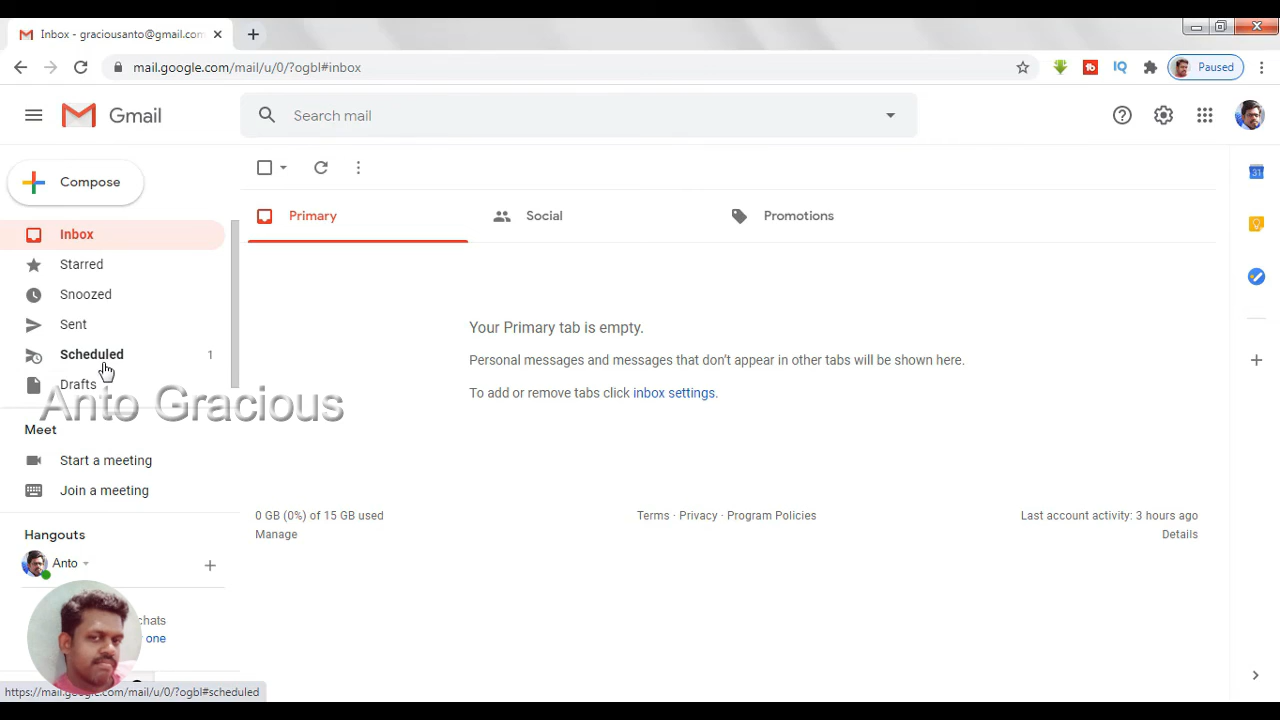 Inbox - graciousanto@gmail.con
mail.google.com/mail/u/0/?ogbl#inbox
Paused
Gmail
Search mail
Compose
Primary
Social
Promotions
Inbox
Starred
Snoozed
Sent
Scheduled 1
Drafts
Anto Gracious
Your Primary tab is empty.
Personal messages and messages that don't appear in other tabs will be shown here.
To add or remove tabs click inbox settings.
Meet
Start a meeting
Join a meeting
Hangouts
Anto
chats
one
0 GB (0%) of 15 GB used
Manage
Terms · Privacy · Program Policies
Last account activity: 3 hours ago
Details
31
https://mail.google.com/mail/u/0/?ogbl#scheduled